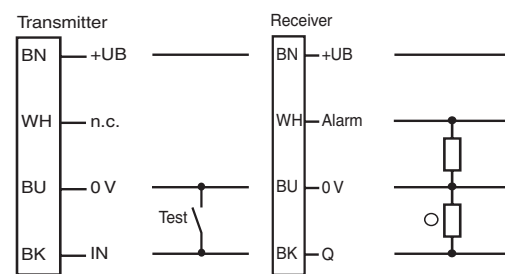 Transmitter
BN +UB
WH n.c.
BU 0 V
Test
BK IN
Receiver
BN +UB
WH Alarm
BU 0 V
BK Q